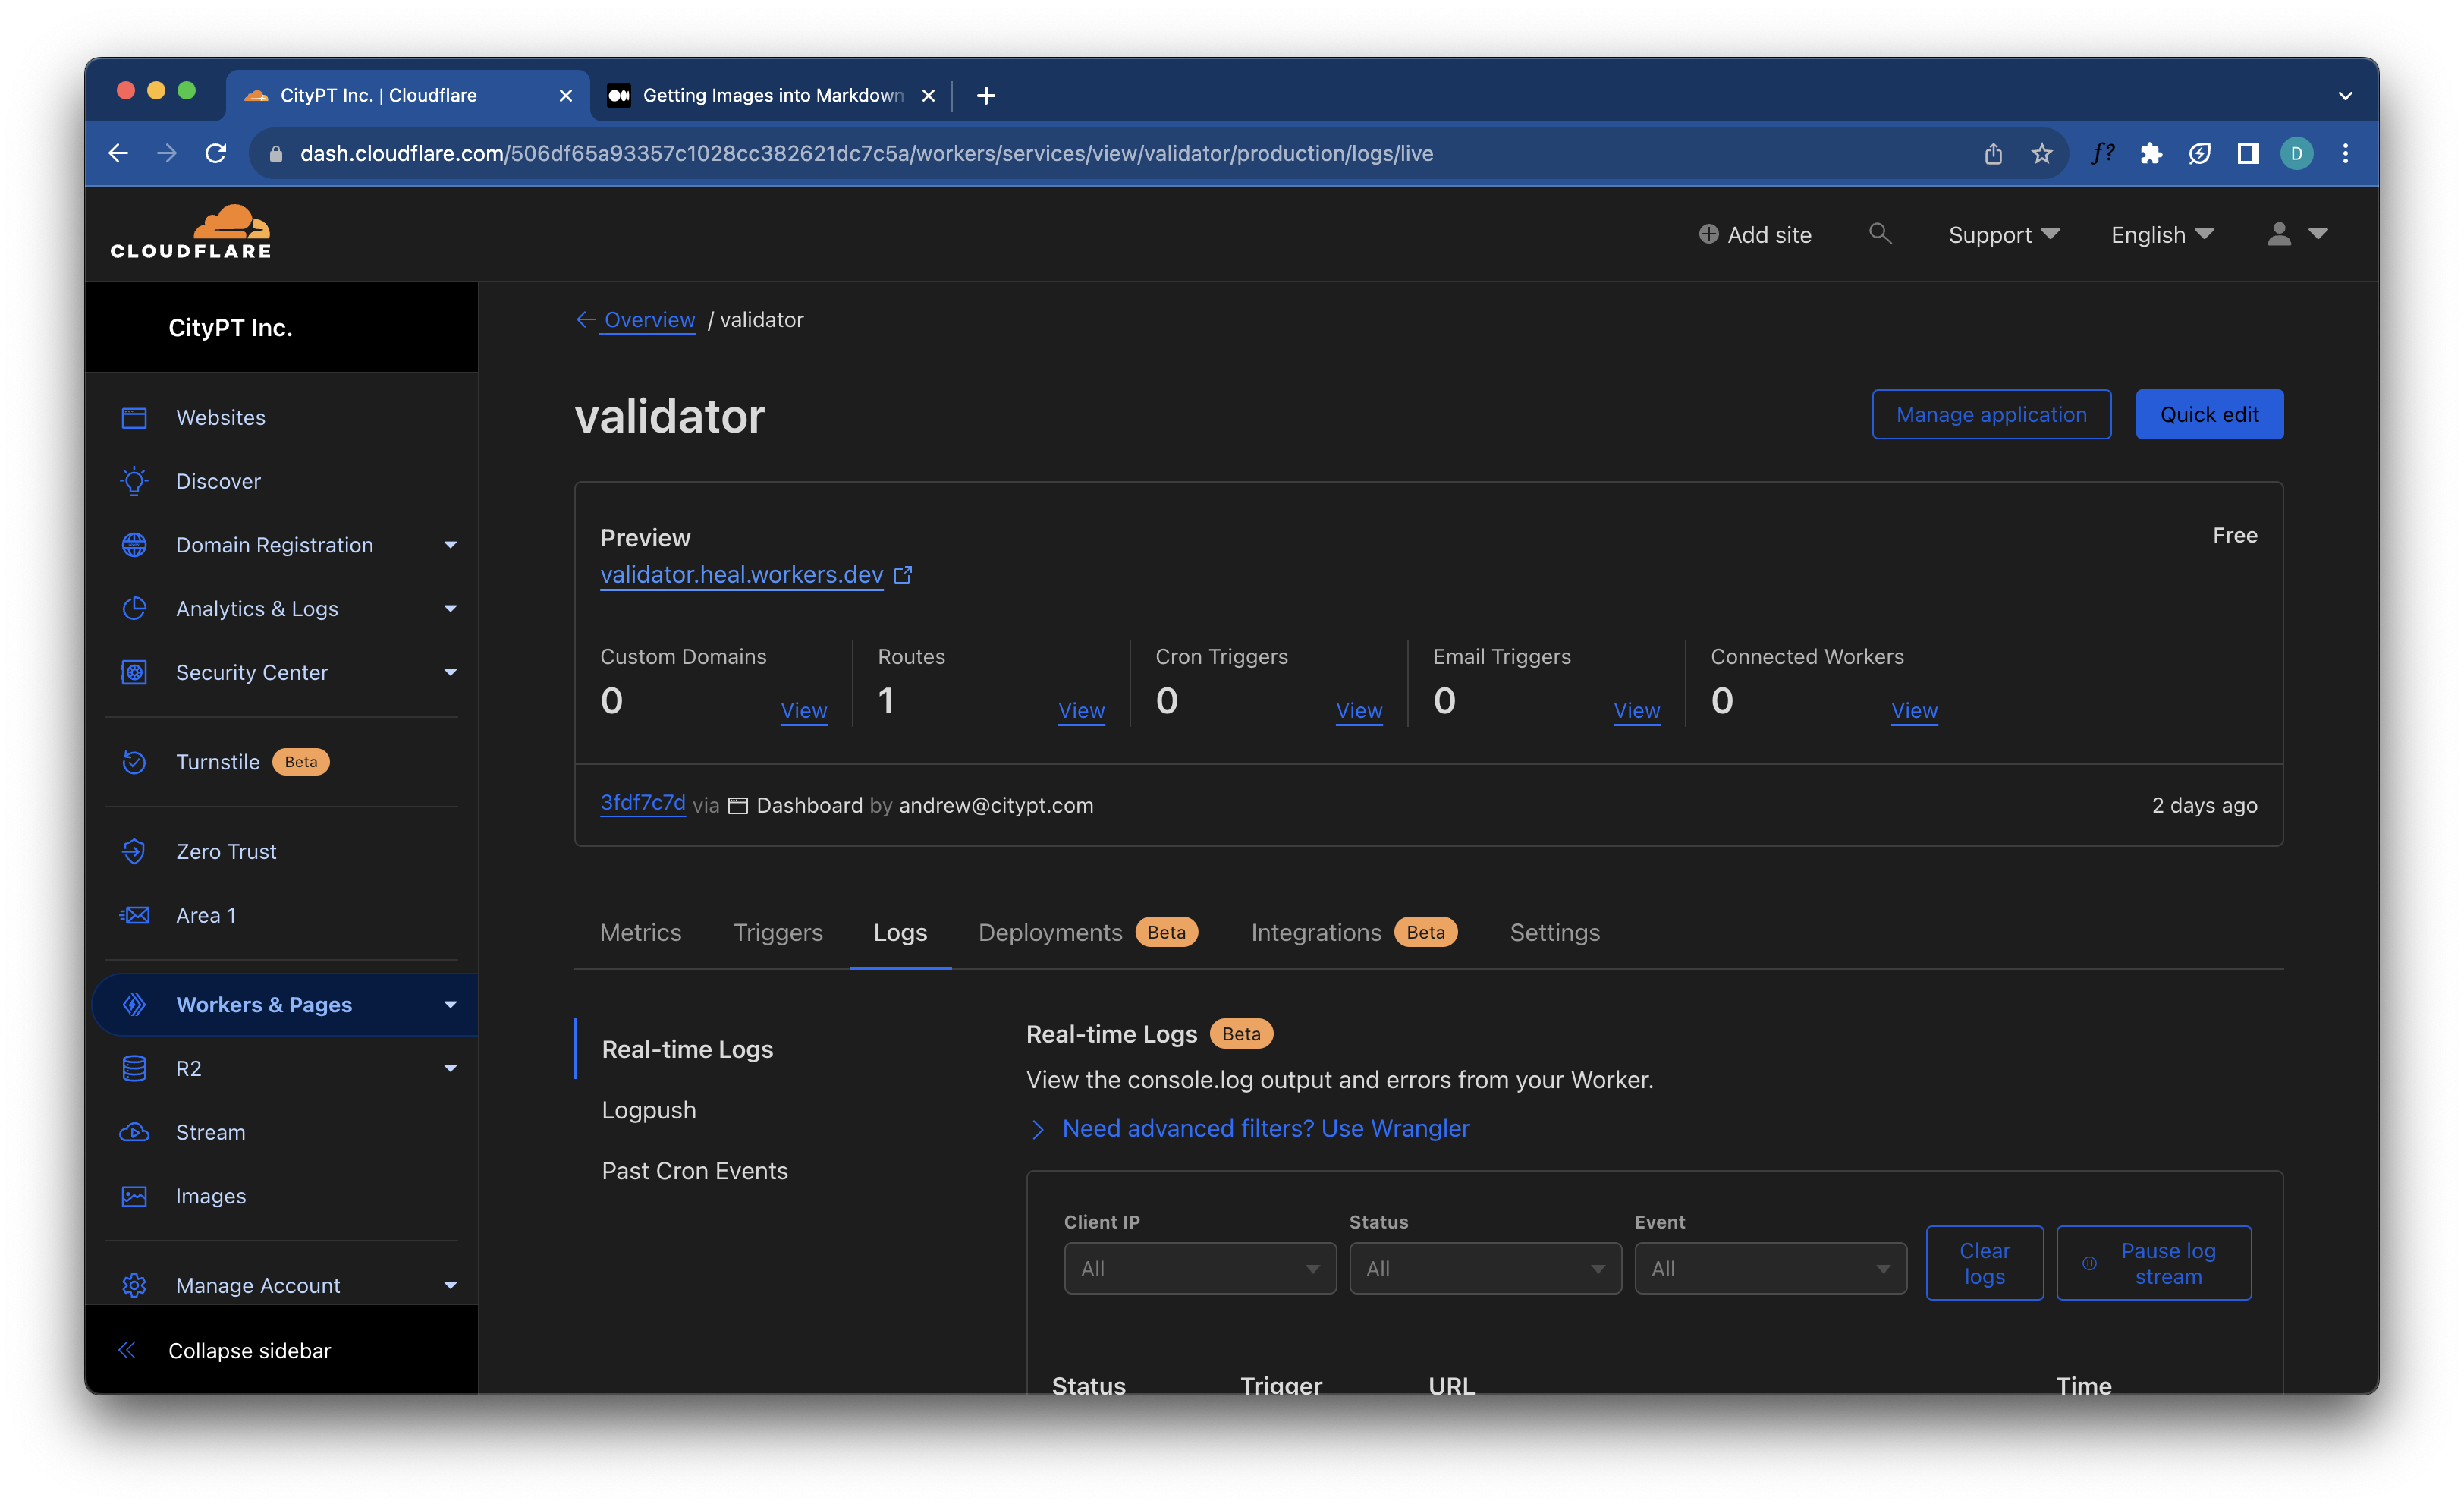 CityPT Inc. | Cloudflare
Getting Images into Markdown
dash.cloudflare.com/506df65a93357c1028cc382621dc7c5a/workers/services/view/validator/production/logs/live
f?
D
CLOUDFLARE
Add site
Support
English
CityPT Inc.
Websites
Discover
Domain Registration
Analytics & Logs
Security Center
Turnstile Beta
Zero Trust
Area 1
Workers & Pages
R2
Stream
Images
Manage Account
Collapse sidebar
Overview / validator
validator
Manage application
Quick edit
Preview
Free
validator.heal.workers.dev
Custom Domains
0
View
Routes
1
View
Cron Triggers
0
View
Email Triggers
0
View
Connected Workers
0
View
3fdf7c7d via Dashboard by andrew@citypt.com
2 days ago
Metrics
Triggers
Logs
Deployments Beta
Integrations Beta
Settings
Real-time Logs
Logpush
Past Cron Events
Real-time Logs Beta
View the console.log output and errors from your Worker.
Need advanced filters? Use Wrangler
Client IP
All
Status
All
Event
All
Clear
logs
Pause log
stream
Status
Trigger
URL
Time